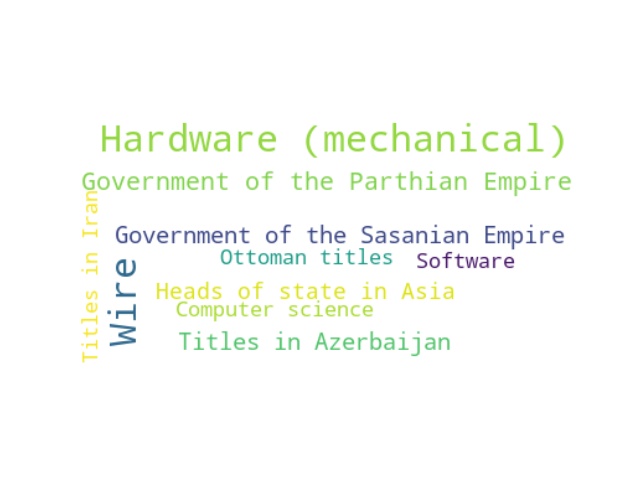 Hardware (mechanical)
Government of the Parthian Empire
Titles in Iran
Government of the Sasanian Empire
Wire
Ottoman titles
Software
Heads of state in Asia
Computer science
Titles in Azerbaijan